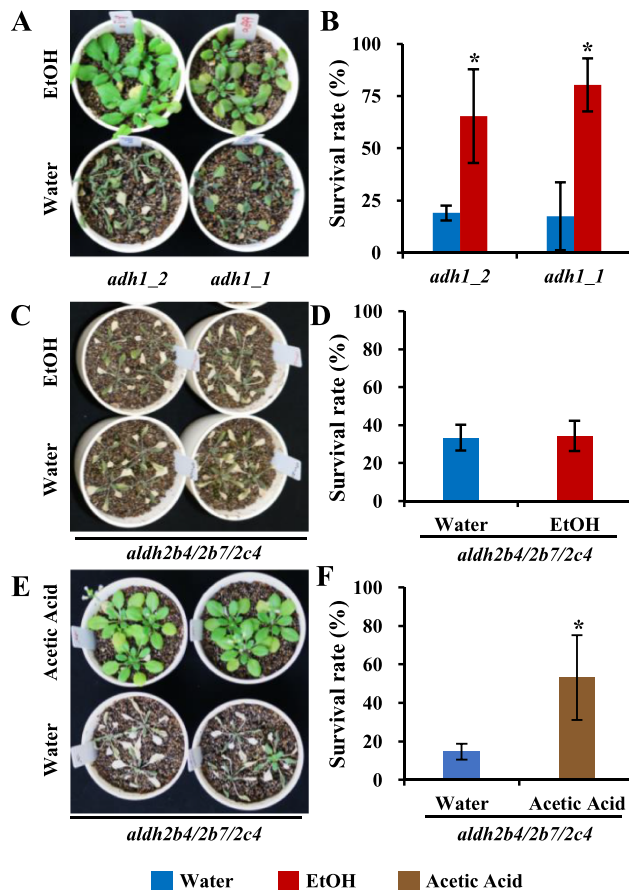 A
EtOH
Water
adh1_2 adh1_1
B
Survival rate (%)
100
75
50
25
0
*
*
adh1_2 adh1_1
C
EtOH
Water
aldh2b4/2b7/2c4
D
Survival rate (%)
100
80
60
40
20
0
Water EtOH
aldh2b4/2b7/2c4
E
Acetic Acid
Water
aldh2b4/2b7/2c4
F
Survival rate (%)
100
80
60
40
20
0
*
Water Acetic Acid
aldh2b4/2b7/2c4
Water EtOH Acetic Acid